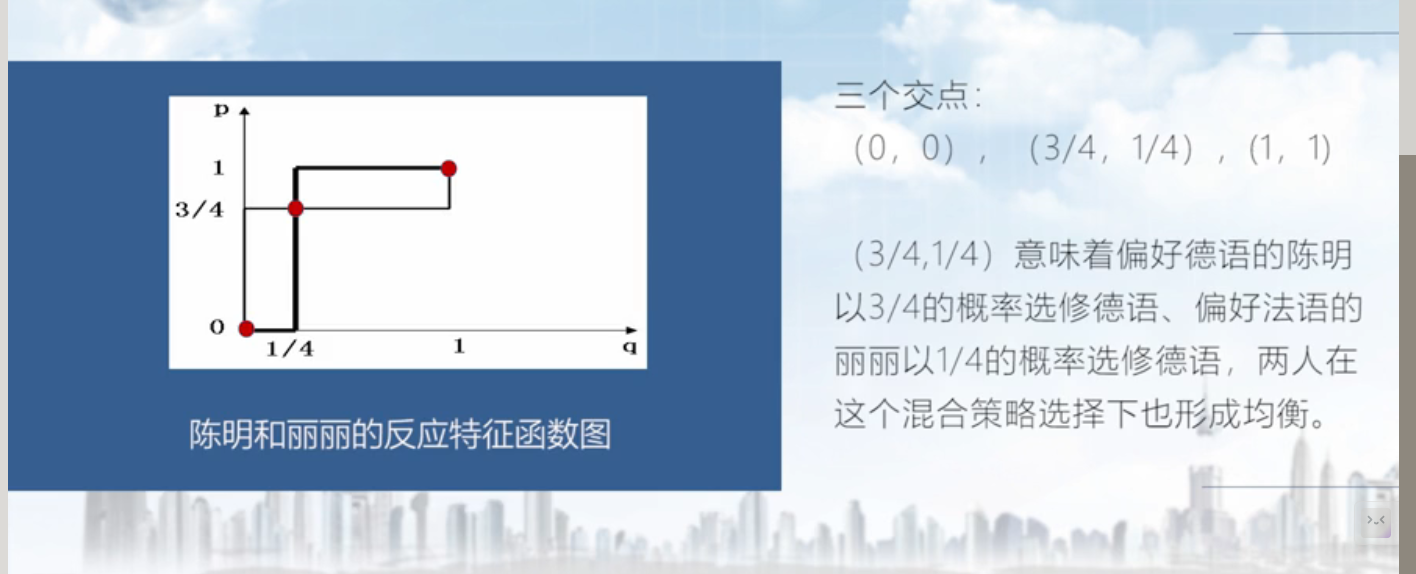 p
1
3/4
0
1/4
1
q
陈明和丽丽的反应特征函数图
三个交点：
（0，0），（3/4，1/4），(1，1)
（3/4,1/4）意味着偏好德语的陈明
以3/4的概率选修德语、偏好法语的
丽丽以1/4的概率选修德语，两人在
这个混合策略选择下也形成均衡。
>_<